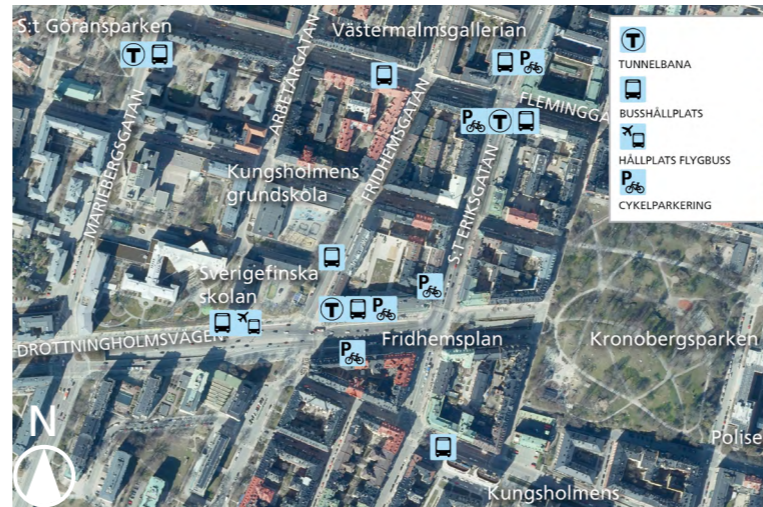 S:t Göransparken
Västermalmsgallerian
ARBETARGATAN
FLEMINGGA
MARIEBERGSGATAN
FRIDHEMSGATAN
S:T ERIKSGATAN
Kungsholmens
grundskola
Sverigefinska
skolan
DROTTNINGHOLMSVÄGEN
Fridhemsplan
Kronobergsparken
Polise
Kungsholmens
N
T
T
T
P
P
P
P
P
T
TUNNELBANA
BUSSHÅLLPLATS
HÅLLPLATS FLYGBUSS
P
CYKELPARKERING